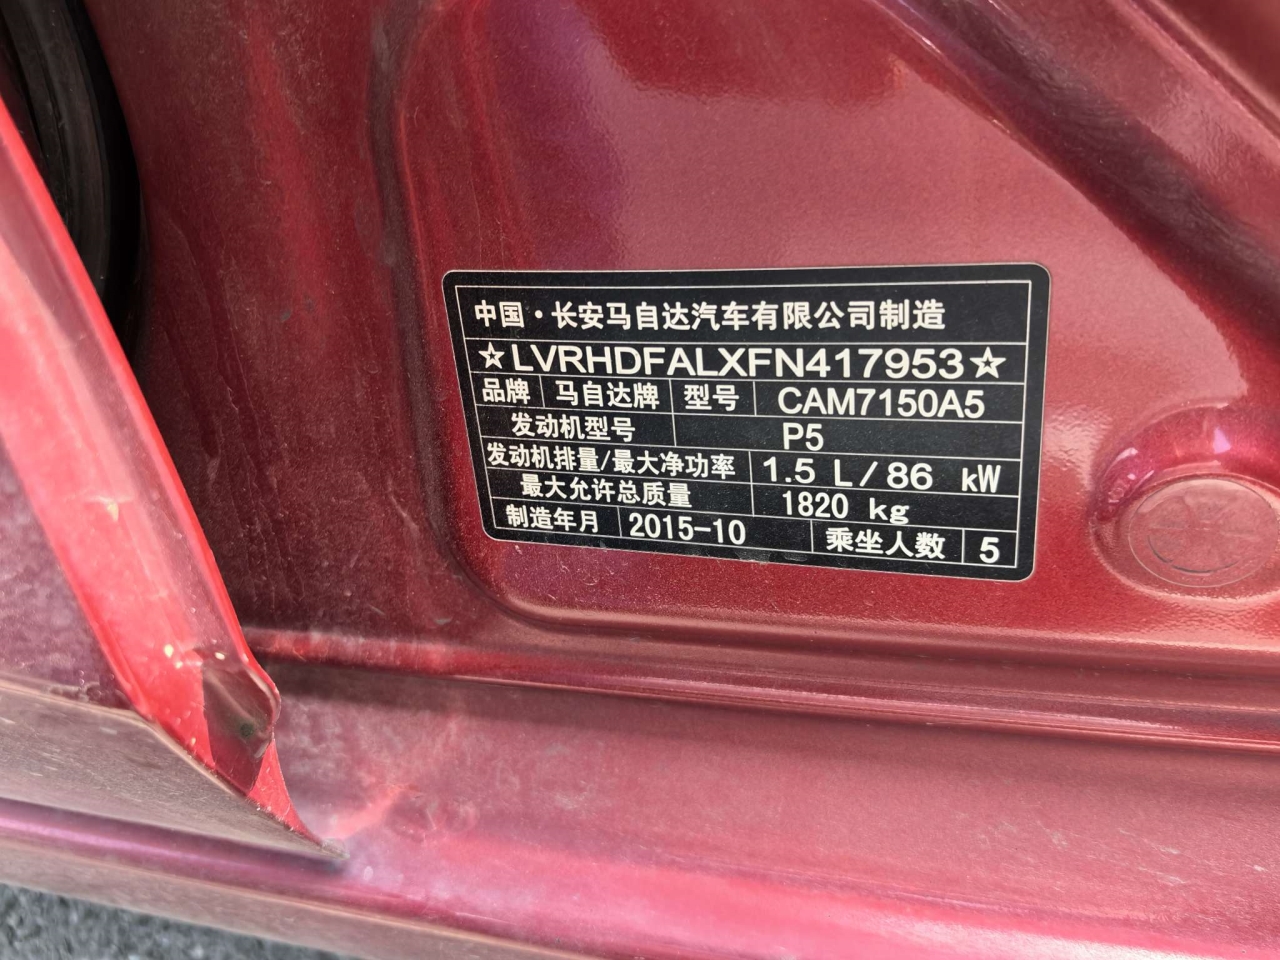 中国·长安马自达汽车有限公司制造
☆LVRHDFALXFN417953☆
品牌 马自达牌 型号 CAM7150A5
发动机型号 P5
发动机排量/最大净功率 1.5 L/86 kW
最大允许总质量 1820 kg
制造年月 2015-10 乘坐人数 5